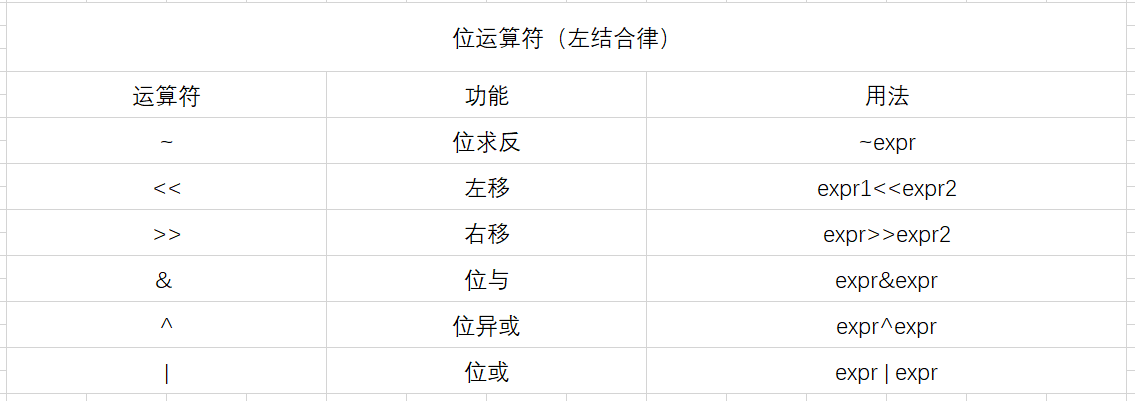 位运算符（左结合律）
运算符 功能 用法
~ 位求反 ~expr
<< 左移 expr1<<expr2
>> 右移 expr>>expr2
& 位与 expr&expr
^ 位异或 expr^expr
| 位或 expr | expr